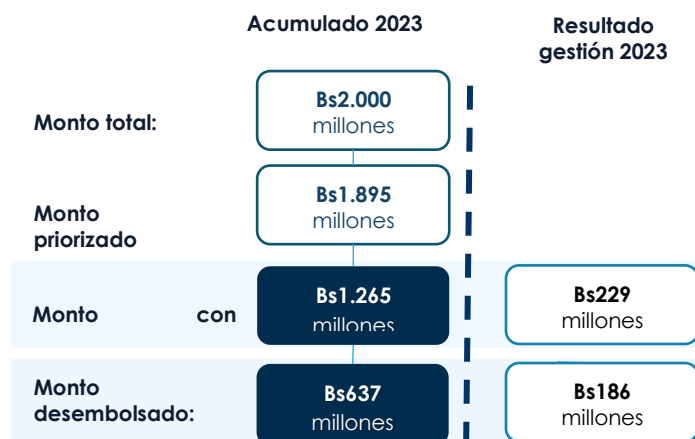 Acumulado 2023
Resultado
gestión 2023
Monto total:
Bs2.000
millones
Monto
priorizado
Bs1.895
millones
Monto con
Bs1.265
millones
Bs229
millones
Monto
desembolsado:
Bs637
millones
Bs186
millones